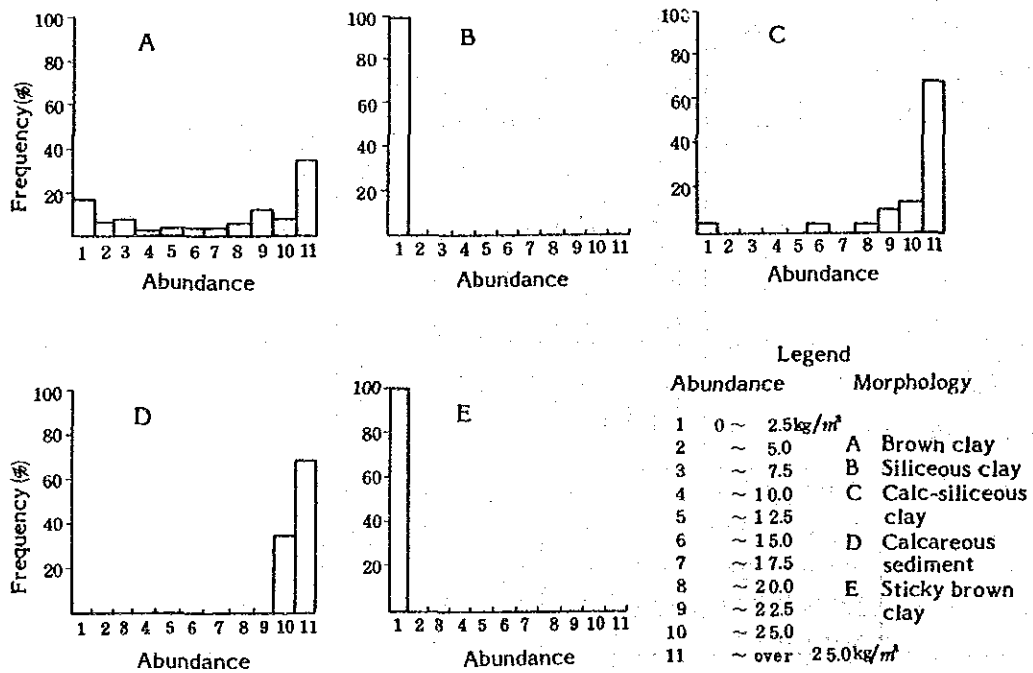 A
Frequency(%)
100
80
60
40
20
1 2 3 4 5 6 7 8 9 10 11
Abundance
B
100
80
60
40
20
1 2 3 4 5 6 7 8 9 10 11
Abundance
C
100
80
60
40
20
1 2 3 4 5 6 7 8 9 10 11
Abundance
D
Frequency(%)
100
80
60
40
20
1 2 3 4 5 6 7 8 9 10 11
Abundance
E
100
80
60
40
20
1 2 3 4 5 6 7 8 9 10 11
Abundance
Legend
Abundance Morphology
1 0 ~ 2.5kg/m²
2 ~ 5.0
3 ~ 7.5
4 ~ 10.0
5 ~ 12.5
6 ~ 15.0
7 ~ 17.5
8 ~ 20.0
9 ~ 22.5
10 ~ 25.0
11 ~ over 25.0kg/m²
A Brown clay
B Siliceous clay
C Calc-siliceous
clay
D Calcareous
sediment
E Sticky brown
clay